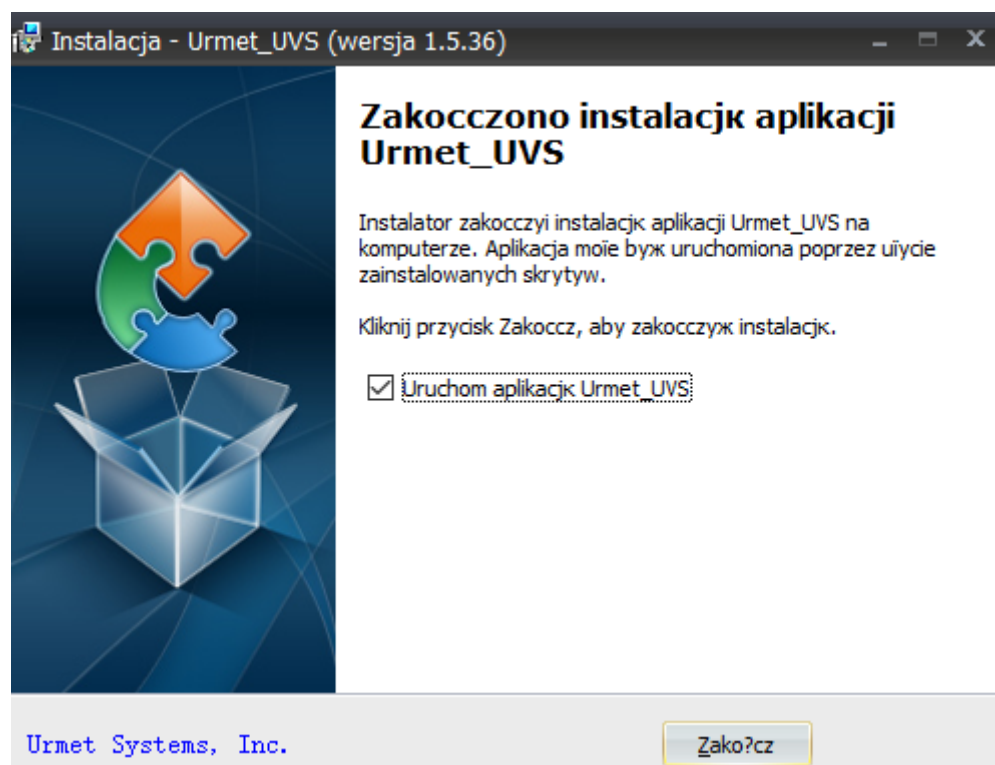 Instalacja - Urmet_UVS (wersja 1.5.36)
Zakocczono instalacjк aplikacji
Urmet_UVS
Instalator zakocczyi instalacjк aplikacji Urmet_UVS na
komputerze. Aplikacja moїe byж uruchomiona poprzez uїycie
zainstalowanych skrytyw.
Kliknij przycisk Zakoccz, aby zakocczyж instalacjк.
Uruchom aplikacjк Urmet_UVS
Urmet Systems, Inc.
Zako?cz